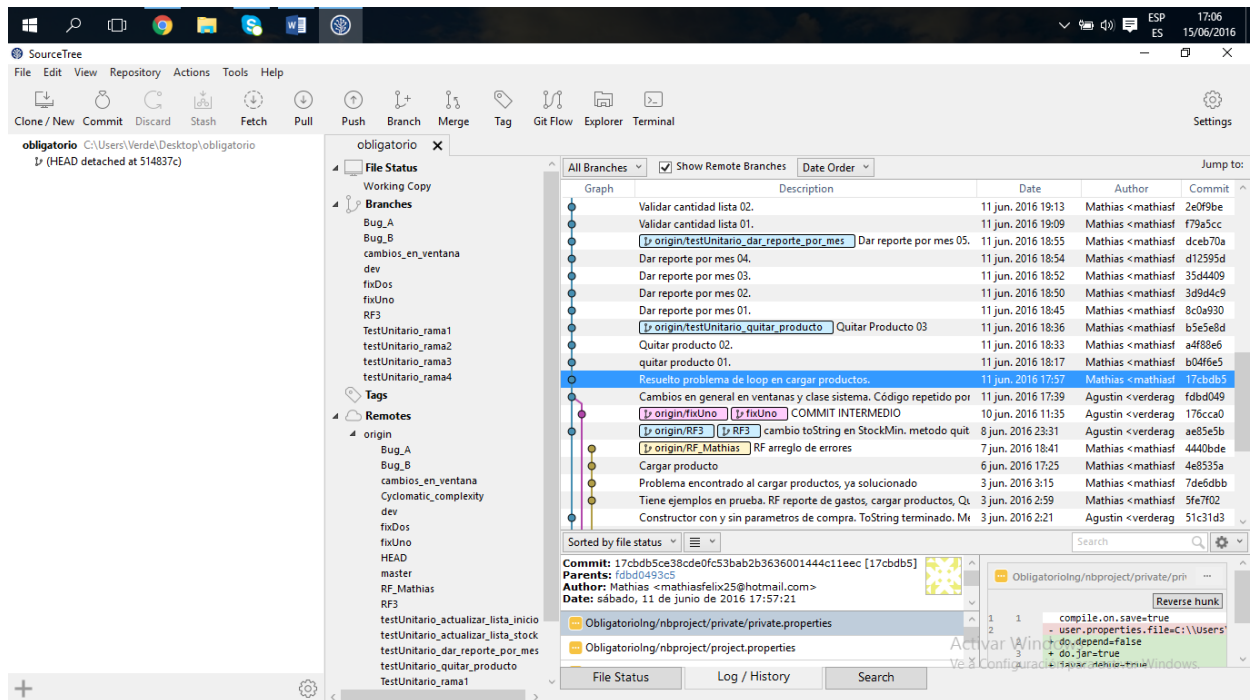 ESP 17:06
ES 15/06/2016
SourceTree
File Edit View Repository Actions Tools Help
Clone / New Commit Discard Stash Fetch Pull Push Branch Merge Tag Git Flow Explorer Terminal Settings
obligatorio C:\Users\Verde\Desktop\obligatorio
(HEAD detached at 514837c)
obligatorio
File Status
Working Copy
Branches
Bug_A
Bug_B
cambios_en_ventana
dev
fixDos
fixUno
RF3
TestUnitario_rama1
testUnitario_rama2
testUnitario_rama3
testUnitario_rama4
Tags
Remotes
origin
Bug_A
Bug_B
cambios_en_ventana
Cyclomatic_complexity
dev
fixDos
fixUno
HEAD
master
RF_Mathias
RF3
testUnitario_actualizar_lista_inicio
testUnitario_actualizar_lista_stock
testUnitario_dar_reporte_por_mes
testUnitario_quitar_producto
TestUnitario_rama1
All Branches Show Remote Branches Date Order Jump to:
Graph Description Date Author Commit
Validar cantidad lista 02. 11 jun. 2016 19:13 Mathias <mathiasf 2e0f9be
Validar cantidad lista 01. 11 jun. 2016 19:09 Mathias <mathiasf f79a5cc
origin/testUnitario_dar_reporte_por_mes Dar reporte por mes 05. 11 jun. 2016 18:55 Mathias <mathiasf dceb70a
Dar reporte por mes 04. 11 jun. 2016 18:54 Mathias <mathiasf d12595d
Dar reporte por mes 03. 11 jun. 2016 18:52 Mathias <mathiasf 35d4409
Dar reporte por mes 02. 11 jun. 2016 18:50 Mathias <mathiasf 3d9d4c9
Dar reporte por mes 01. 11 jun. 2016 18:45 Mathias <mathiasf 8c0a930
origin/testUnitario_quitar_producto Quitar Producto 03 11 jun. 2016 18:36 Mathias <mathiasf b5e5e8d
Quitar producto 02. 11 jun. 2016 18:33 Mathias <mathiasf a4f88e6
quitar producto 01. 11 jun. 2016 18:17 Mathias <mathiasf b04f6e5
Resuelto problema de loop en cargar productos. 11 jun. 2016 17:57 Mathias <mathiasf 17cbdb5
Cambios en general en ventanas y clase sistema. Código repetido por 11 jun. 2016 17:39 Agustin <verderag fdbd049
origin/fixUno fixUno COMMIT INTERMEDIO 10 jun. 2016 11:35 Agustin <verderag 176cca0
origin/RF3 RF3 cambio toString en StockMin. metodo quit 8 jun. 2016 23:31 Agustin <verderag ae85e5b
origin/RF_Mathias RF arreglo de errores 7 jun. 2016 18:41 Mathias <mathiasf 4440bde
Cargar producto 6 jun. 2016 17:25 Mathias <mathiasf 4e8535a
Problema encontrado al cargar productos, ya solucionado 3 jun. 2016 3:15 Mathias <mathiasf 7de6dbb
Tiene ejemplos en prueba. RF reporte de gastos, cargar productos, Qu 3 jun. 2016 2:59 Mathias <mathiasf 5fe7f02
Constructor con y sin parametros de compra. ToString terminado. Me 3 jun. 2016 2:21 Agustin <verderag 51c31d3
Sorted by file status Search
Commit: 17cbdb5ce38cde0fc53bab2b3636001444c11eec [17cbdb5]
Parents: fdbd0493c5
Author: Mathias <mathiasfelix25@hotmail.com>
Date: sábado, 11 de junio de 2016 17:57:21
ObligatorioIng/nbproject/private/private.properties
ObligatorioIng/nbproject/project.properties
ObligatorioIng/nbproject/private/priv
Reverse hunk
1 1 compile.on.save=true
2 - user.properties.file=C:\\Users
2 + do.depend=false
3 + do.jar=true
Activar Windows
Ve a Configuración para activar Windows.
File Status Log / History Search